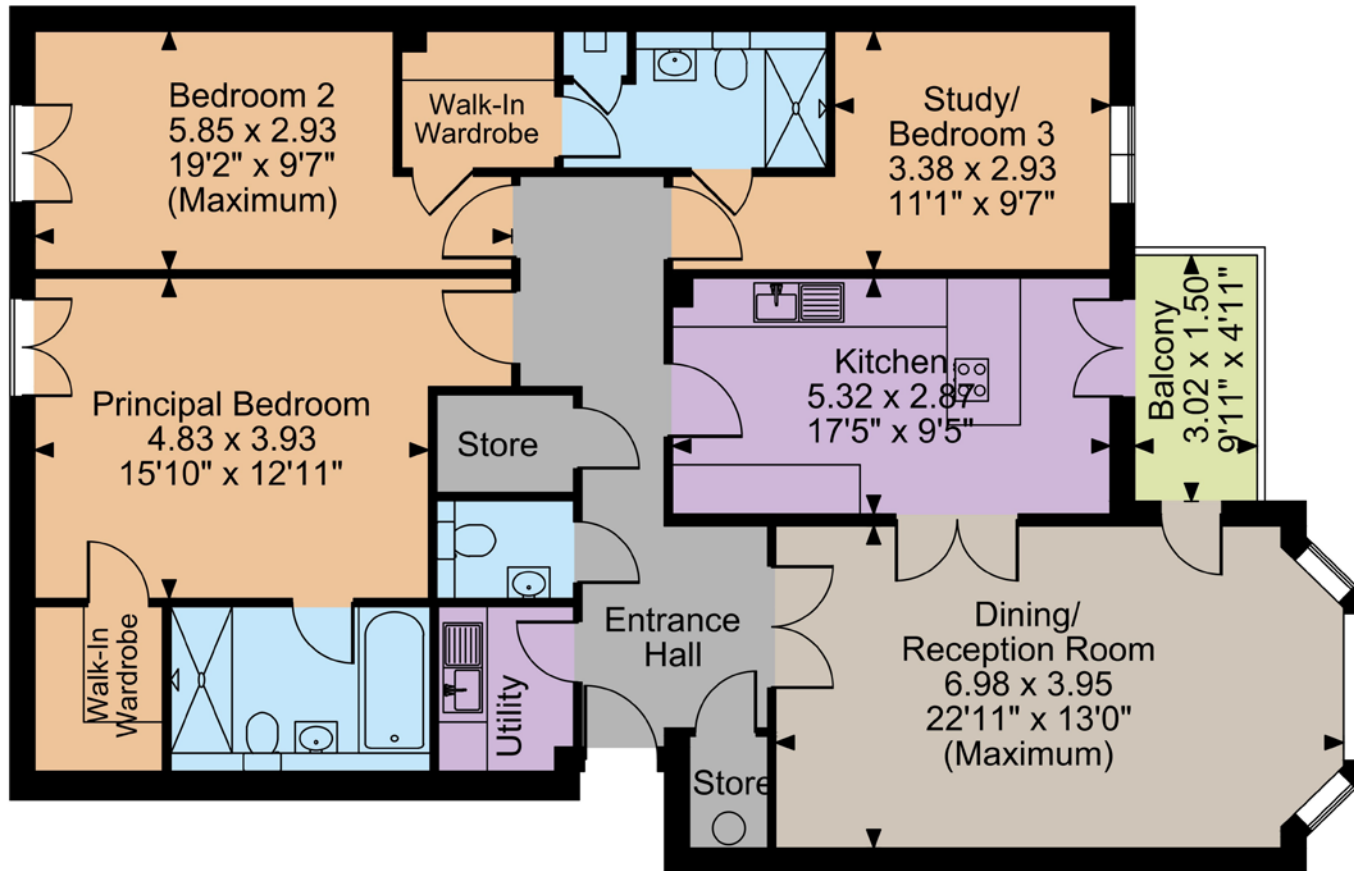 Bedroom 2
5.85 x 2.93
19'2" x 9'7"
(Maximum)
Walk-In
Wardrobe
Study/
Bedroom 3
3.38 x 2.93
11'1" x 9'7"
Principal Bedroom
4.83 x 3.93
15'10" x 12'11"
Store
Kitchen
5.32 x 2.87
17'5" x 9'5"
Balcony
3.02 x 1.50
9'11" x 4'11"
Walk-In
Wardrobe
Utility
Entrance
Hall
Store
Dining/
Reception Room
6.98 x 3.95
22'11" x 13'0"
(Maximum)